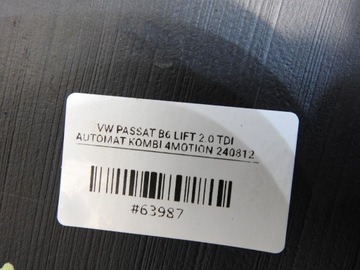 VW PASSAT B6 LIFT 2.0 TDI
AUTOMAT KOMBI 4MOTION 240812
#63987